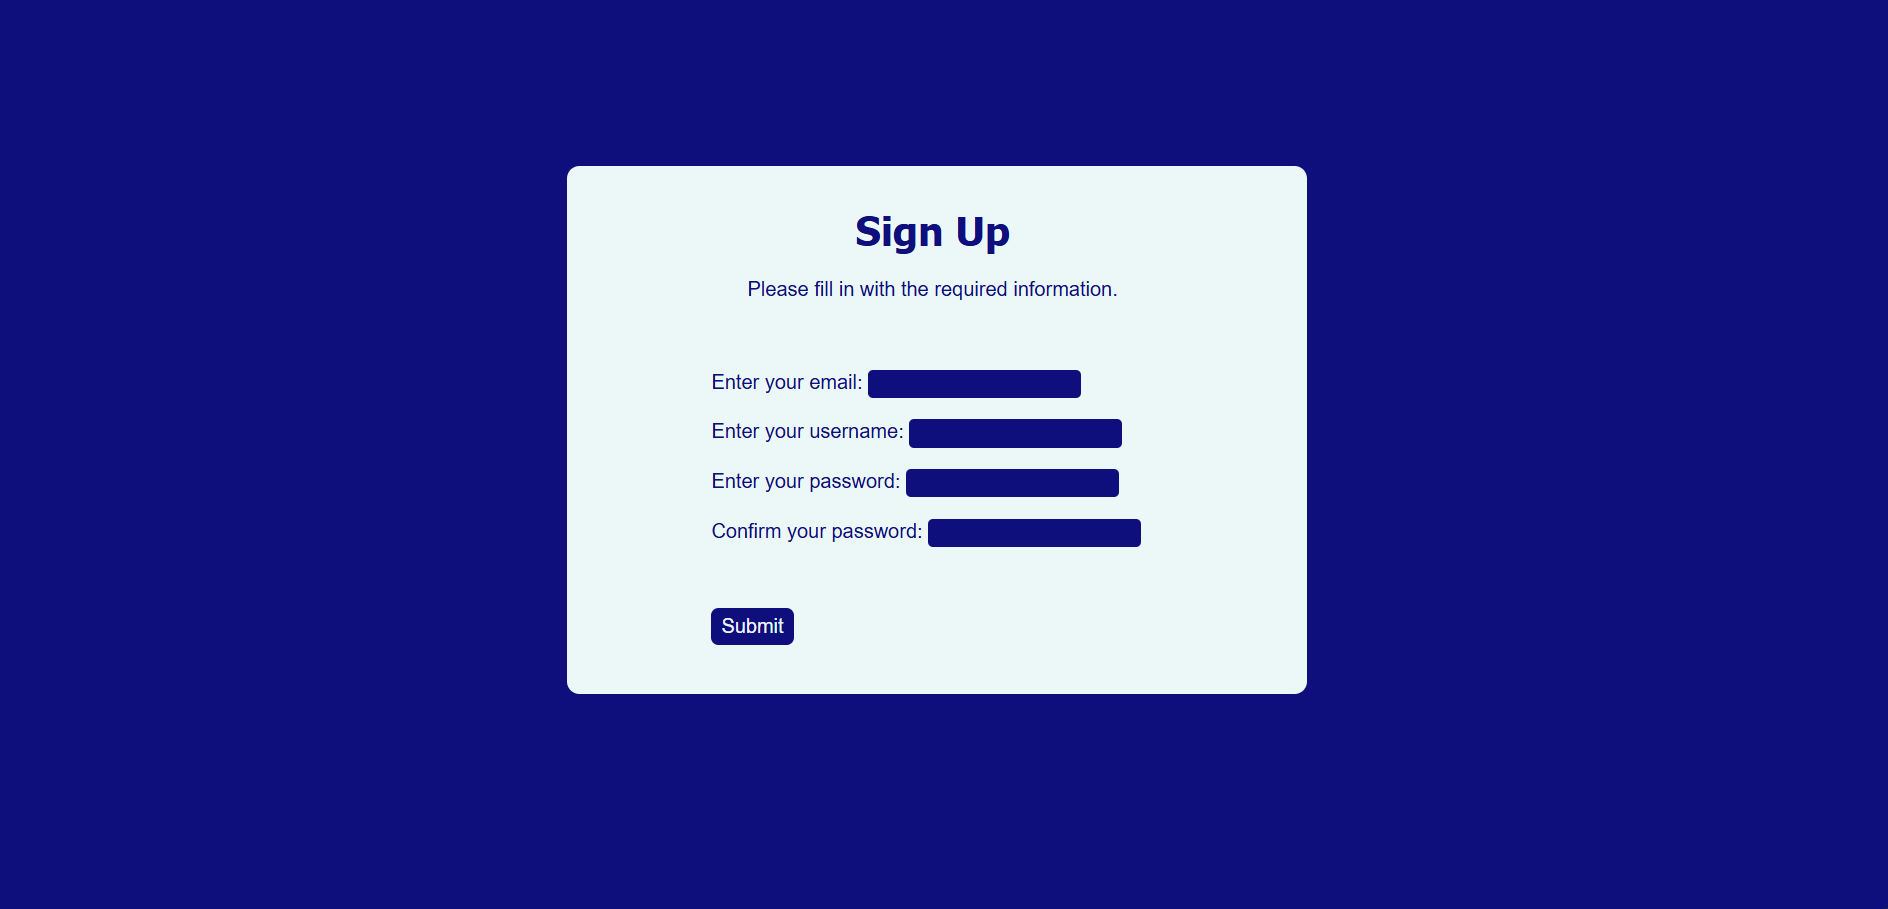 Sign Up
Please fill in with the required information.
Enter your email:
Enter your username:
Enter your password:
Confirm your password:
Submit